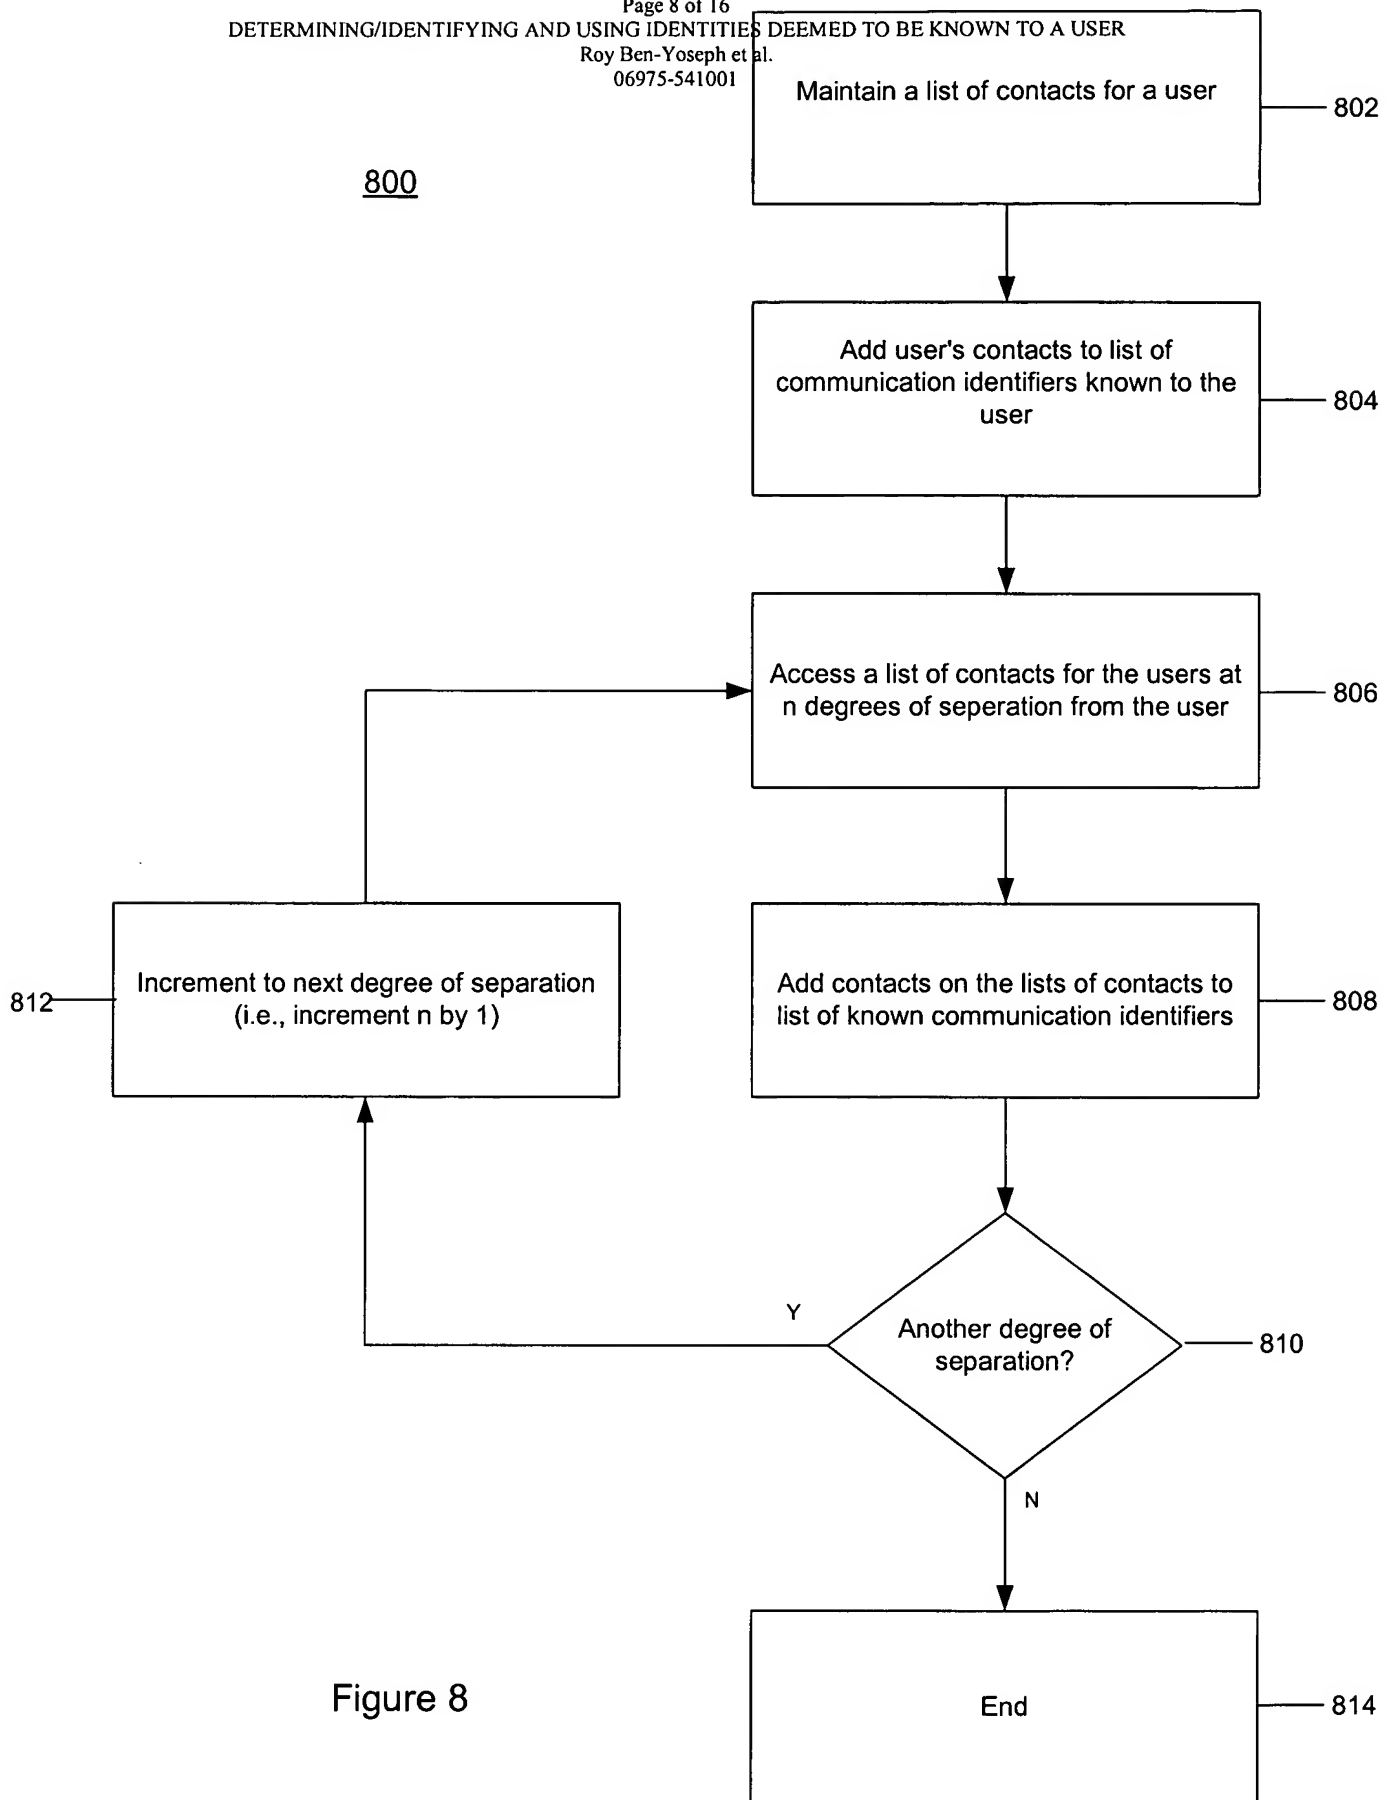 Page 8 of 16
DETERMINING/IDENTIFYING AND USING IDENTITIES DEEMED TO BE KNOWN TO A USER
Roy Ben-Yoseph et al.
06975-541001
Maintain a list of contacts for a user
802
800
Add user's contacts to list of
communication identifiers known to the
user
804
Access a list of contacts for the users at
n degrees of seperation from the user
806
Increment to next degree of separation
(i.e., increment n by 1)
812
Add contacts on the lists of contacts to
list of known communication identifiers
808
Y
Another degree of
separation?
810
N
Figure 8
End
814